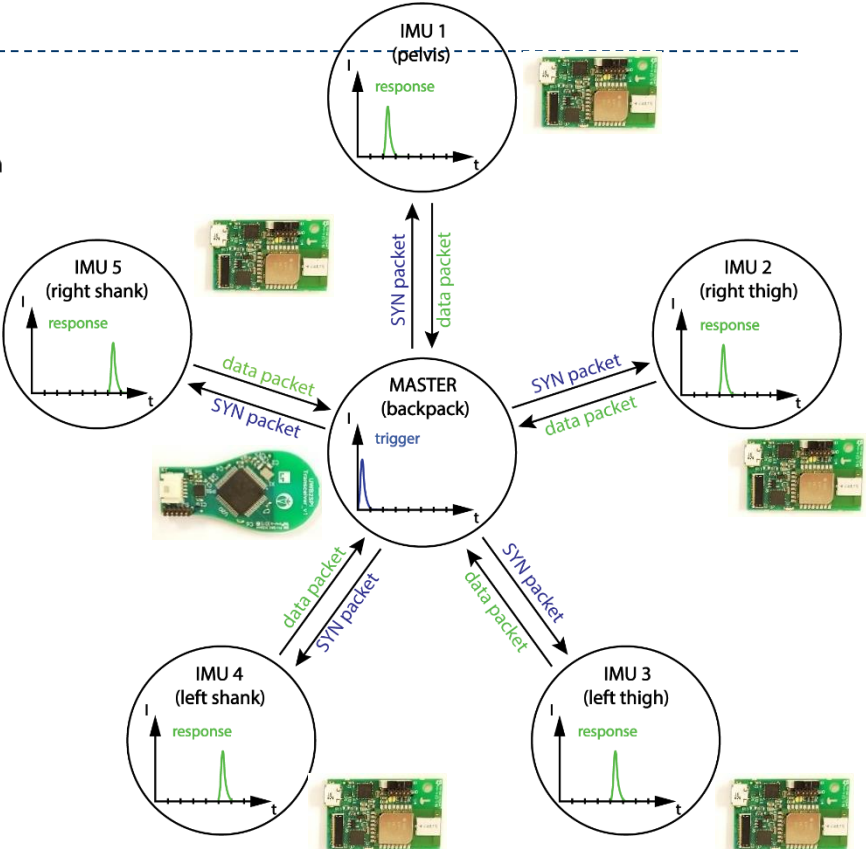 IMU 1
(pelvis)
I
response
t
SYN packet
data packet
IMU 5
(right shank)
I
response
t
IMU 2
(right thigh)
I
response
t
data packet
SYN packet
MASTER
(backpack)
I
trigger
t
SYN packet
data packet
data packet
SYN packet
SYN packet
data packet
IMU 4
(left shank)
I
response
t
IMU 3
(left thigh)
I
response
t